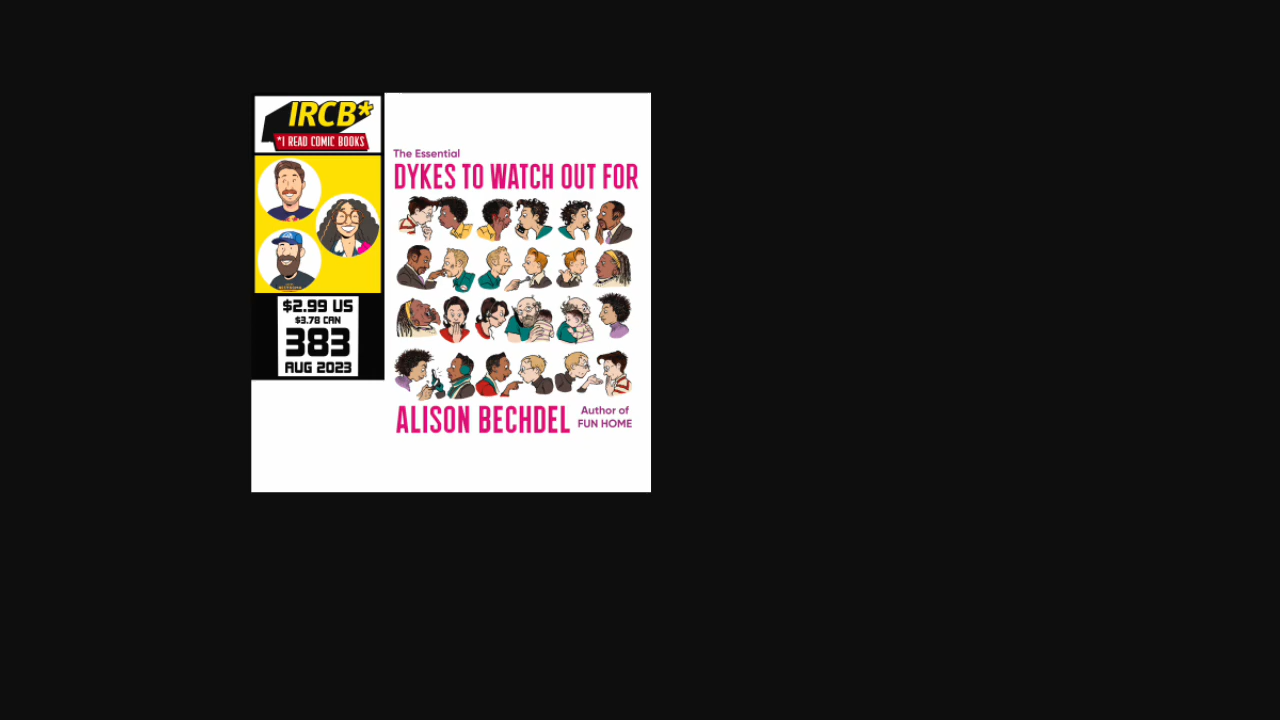 IRCB*
*I READ COMIC BOOKS
$2.99 US
$3.78 CAN
383
AUG 2023
The Essential
DYKES TO WATCH OUT FOR
ALISON BECHDEL
Author of
FUN HOME